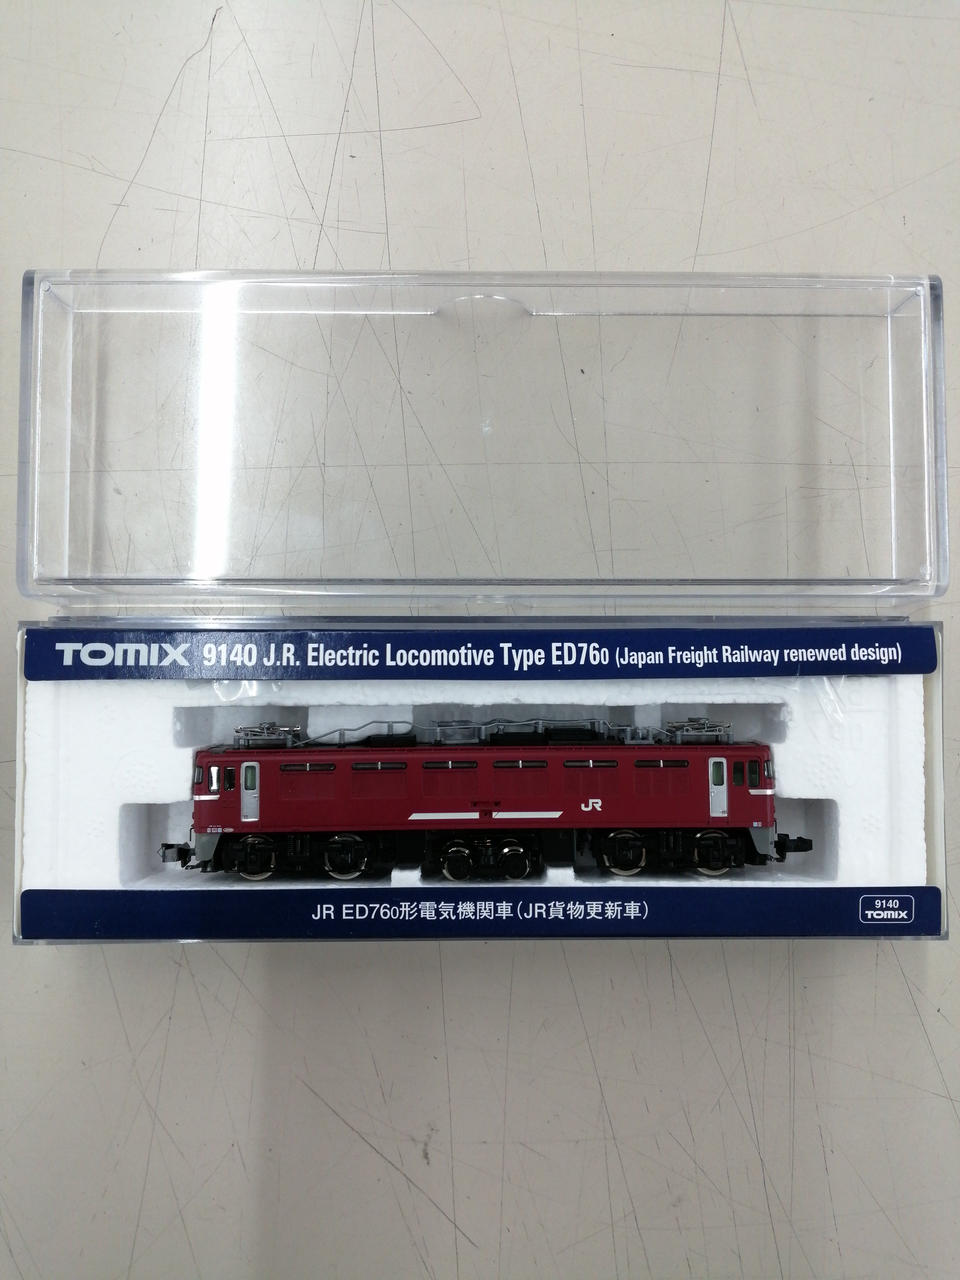 TOMIX 9140 J.R. Electric Locomotive Type ED76₀ (Japan Freight Railway renewed design)
JR
JR ED76₀形電気機関車(JR貨物更新車)
9140
TOMIX